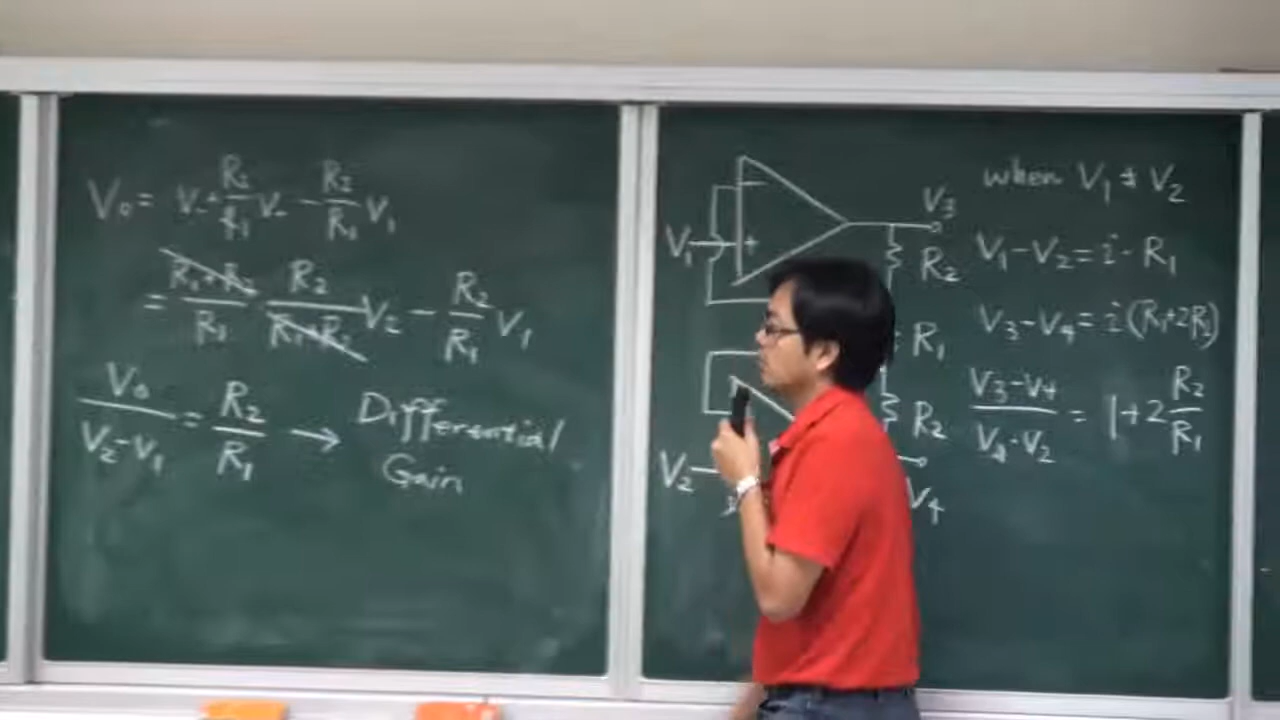 V₀ = V₋ + R₂/R₁ V₋ − R₂/R₁ V₁
= R₁+R₂/R₁ · R₂/R₁+R₂ V₂ − R₂/R₁ V₁
V₀/V₂−V₁ = R₂/R₁ → Differential
Gain
−
V₁
+
V₃
R₂
R₁
R₂
V₂
V₄
when V₁ ≠ V₂
V₁−V₂ = i · R₁
V₃−V₄ = i (R₁+2R₂)
V₃−V₄/V₁−V₂ = 1+2 R₂/R₁